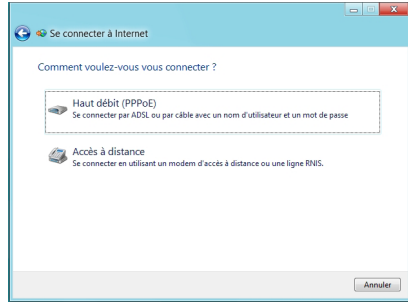 Se connecter à Internet
Comment voulez-vous vous connecter ?
Haut débit (PPPoE)
Se connecter par ADSL ou par câble avec un nom d'utilisateur et un mot de passe
Accès à distance
Se connecter en utilisant un modem d'accès à distance ou une ligne RNIS.
Annuler